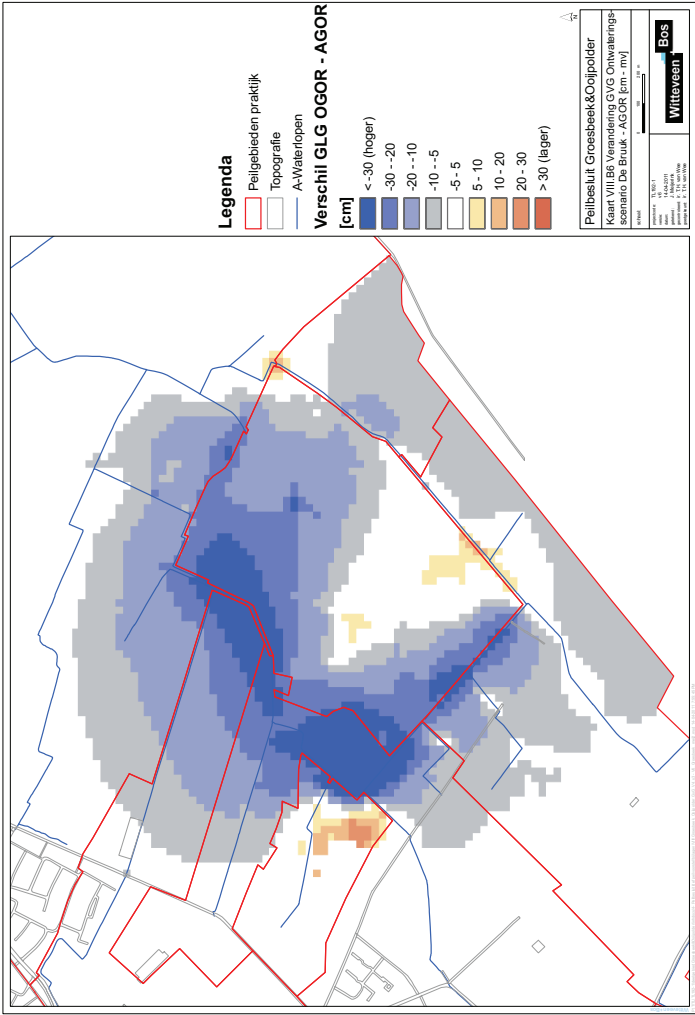 Legenda
Peilgebieden praktijk
Topografie
A-Waterlopen
Verschil GLG OGOR - AGOR
[cm]
< -30 (hoger)
-30 - -20
-20 - -10
-10 - -5
-5 - 5
5 - 10
10 - 20
20 - 30
> 30 (lager)
N
Peilbesluit Groesbeek&Ooijpolder
Kaart VIII.B6 Verandering GVG Ontwaterings-
scenario De Bruuk - AGOR [cm - mv]
Witteveen
Bos